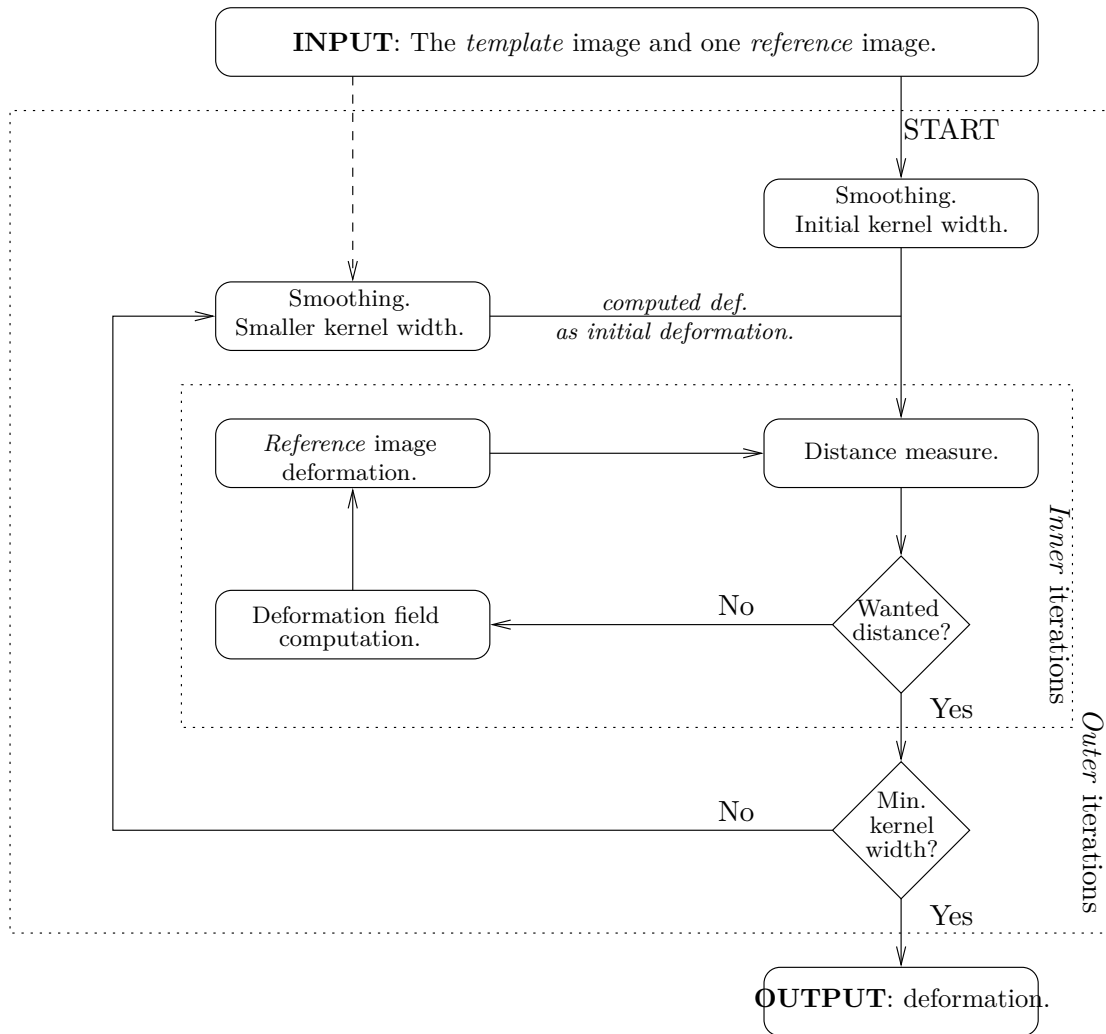 INPUT: The template image and one reference image.
START
Smoothing.
Initial kernel width.
Smoothing.
Smaller kernel width.
computed def.
as initial deformation.
Reference image
deformation.
Distance measure.
Inner iterations
Deformation field
computation.
No
Wanted
distance?
Yes
Outer iterations
No
Min.
kernel
width?
Yes
OUTPUT: deformation.